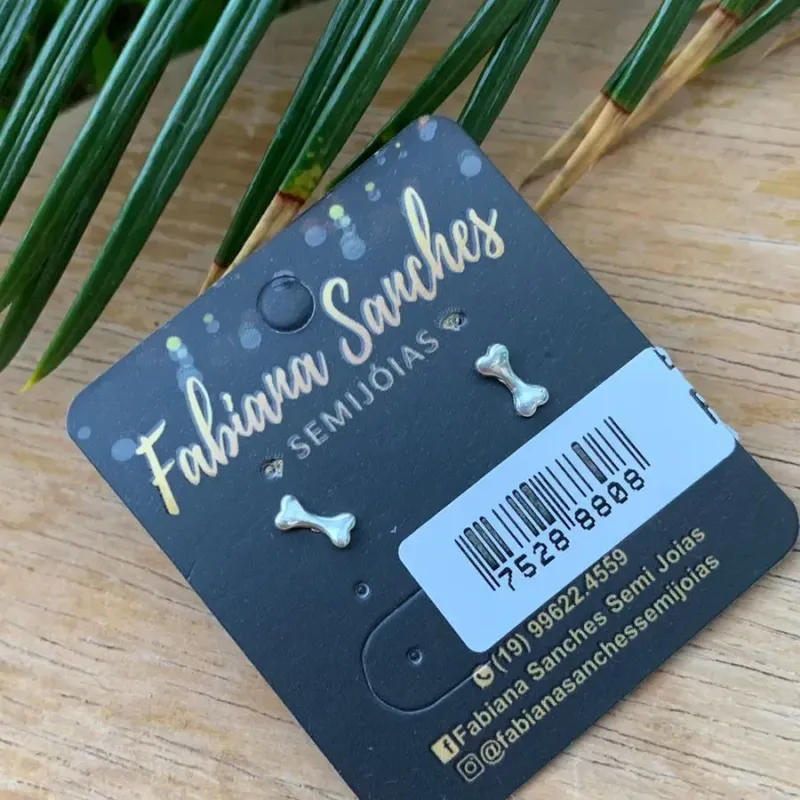 Fabiana Sanches
SEMIJÓIAS
7528 8808
(19) 99622.4559
Fabiana Sanches Semi Joias
@fabianasanchessemijoias